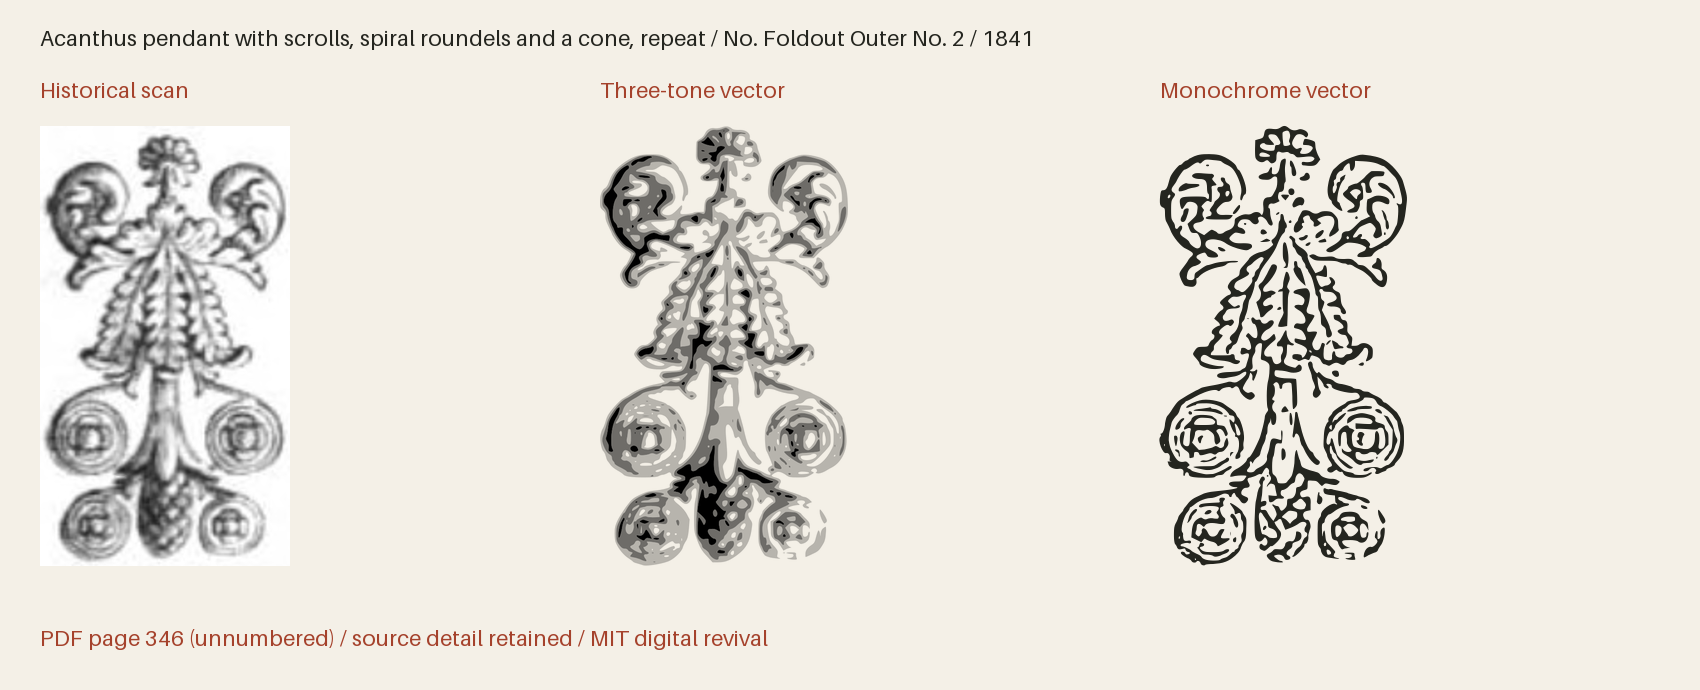 Acanthus pendant with scrolls, spiral roundels and a cone, repeat / No. Foldout Outer No. 2 / 1841
Historical scan
Three-tone vector
Monochrome vector
PDF page 346 (unnumbered) / source detail retained / MIT digital revival